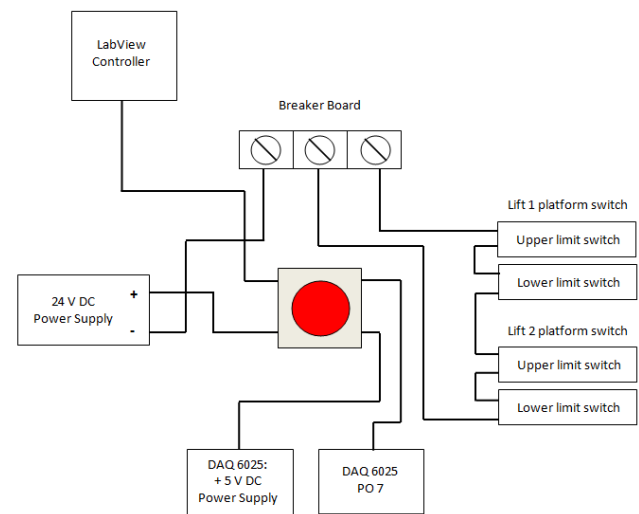 LabView
Controller
Breaker Board
Lift 1 platform switch
Upper limit switch
Lower limit switch
24 V DC
Power Supply
+
-
Lift 2 platform switch
Upper limit switch
Lower limit switch
DAQ 6025:
+ 5 V DC
Power Supply
DAQ 6025
PO 7